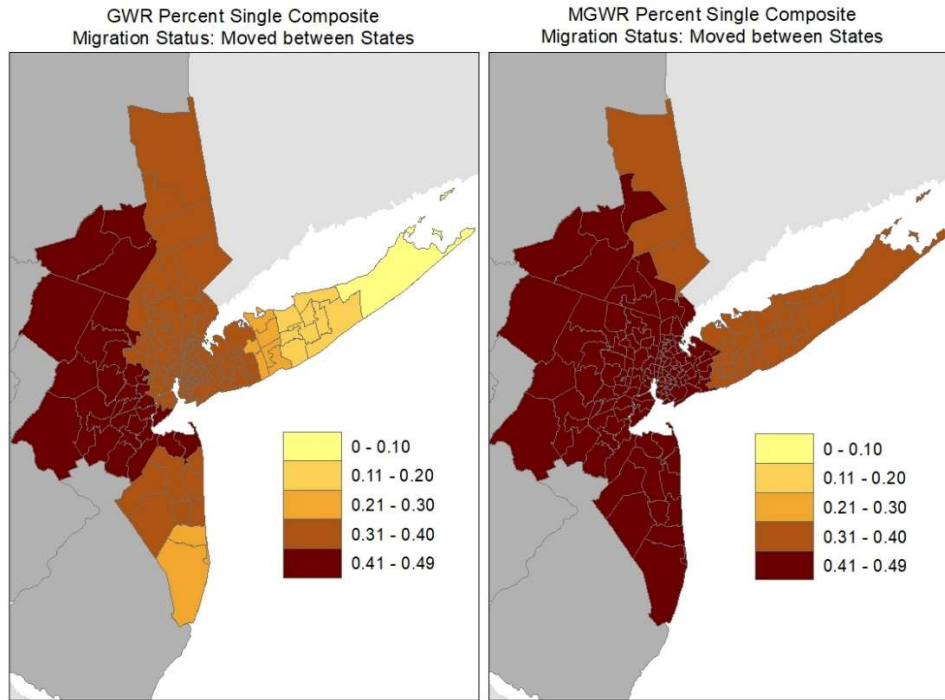 GWR Percent Single Composite
Migration Status: Moved between States
0 - 0.10
0.11 - 0.20
0.21 - 0.30
0.31 - 0.40
0.41 - 0.49
MGWR Percent Single Composite
Migration Status: Moved between States
0 - 0.10
0.11 - 0.20
0.21 - 0.30
0.31 - 0.40
0.41 - 0.49